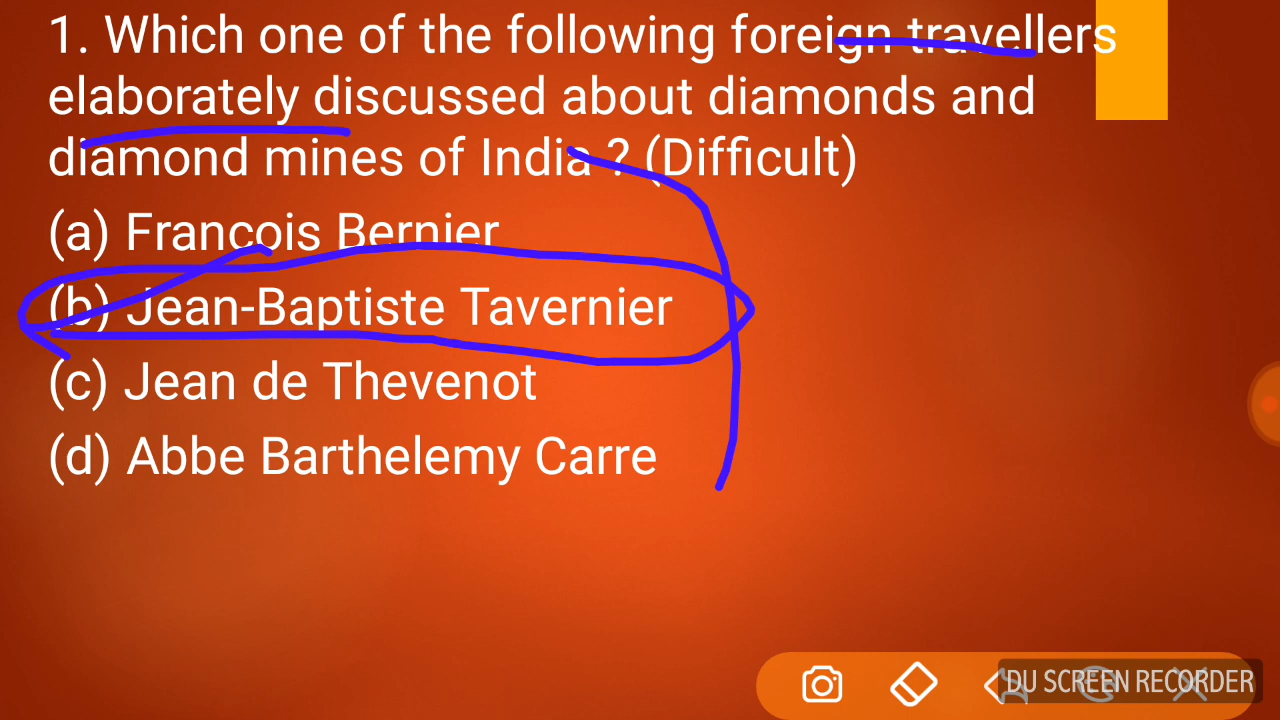 1. Which one of the following foreign travellers
elaborately discussed about diamonds and
diamond mines of India ? (Difficult)
(a) Francois Bernier
(b) Jean-Baptiste Tavernier
(c) Jean de Thevenot
(d) Abbe Barthelemy Carre
DU SCREEN RECORDER